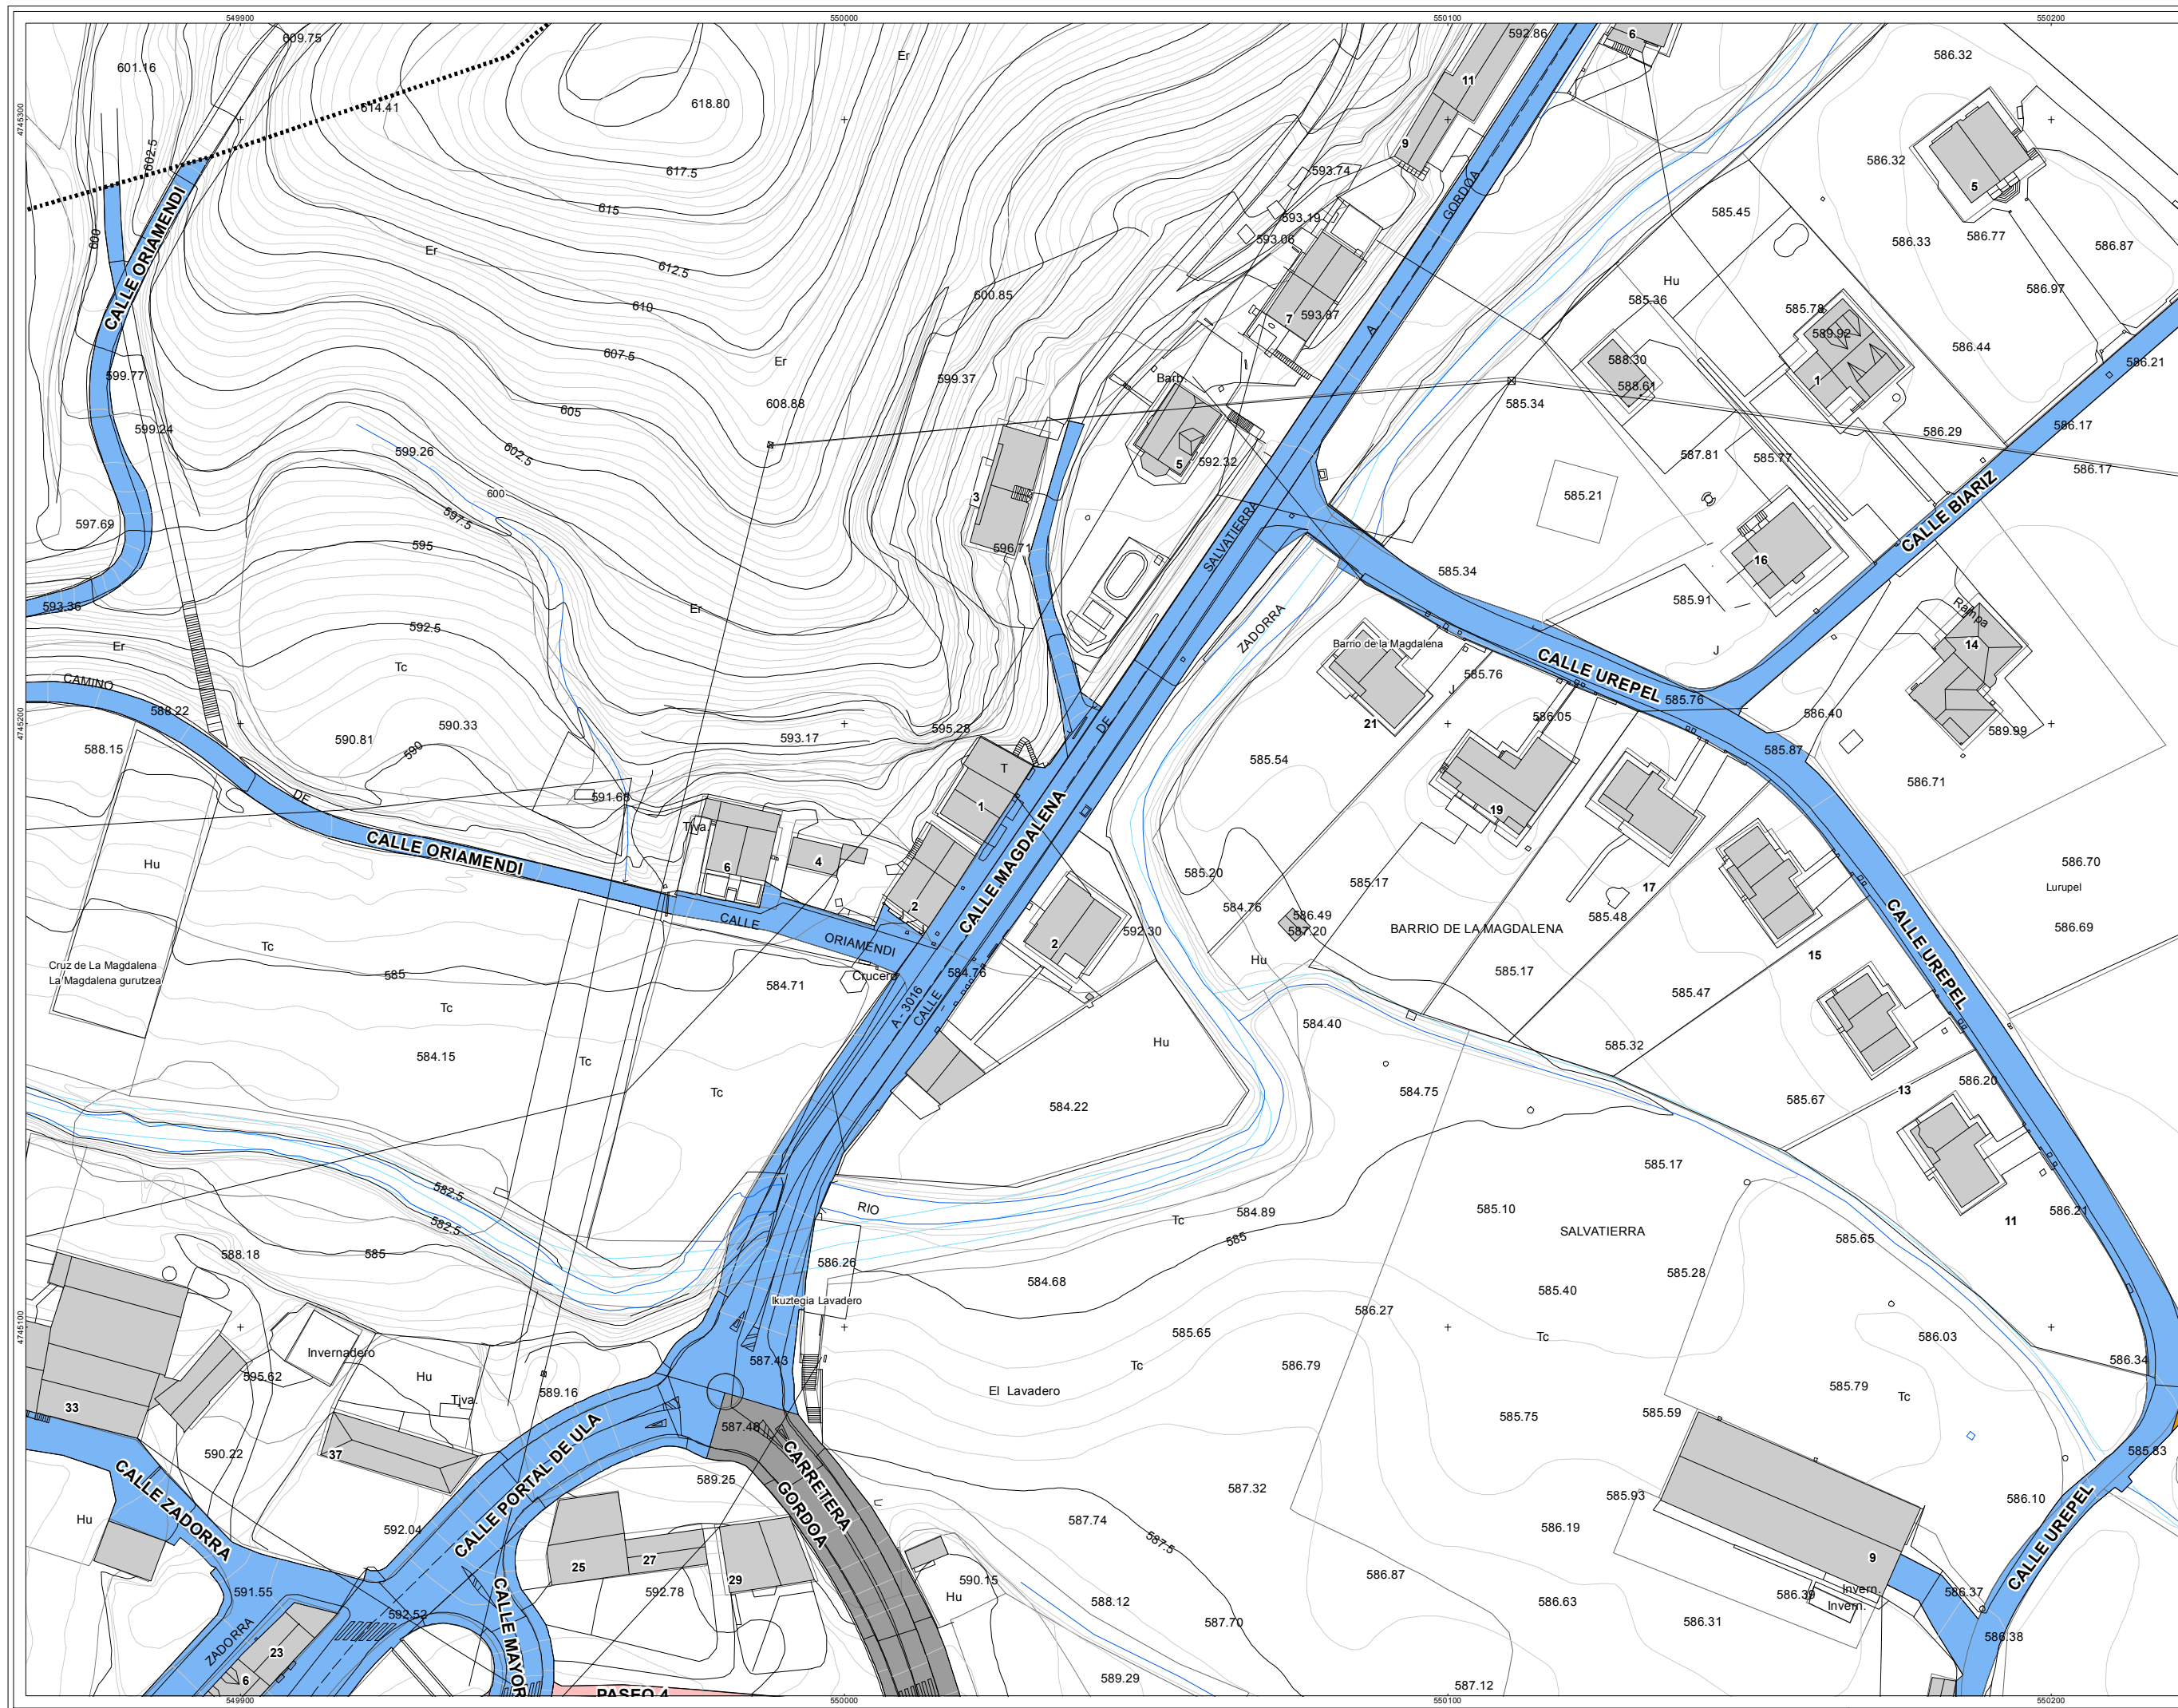 549900
550000
550100
550200
4745300
4745200
4745100
609.75
601.16
614.41
618.80
Er
592.86
6
586.32
11
602.5
617.5
9
593.74
586.32
5
CALLE ORIAMENDI
615
593.19
GORDOA
585.45
586.33
586.77
586.87
600
Er
593.06
612.5
600.85
Hu
586.97
610
7
593.87
A
585.36
585.78
589.92
586.44
607.5
Er
586.21
599.77
599.37
Barb.
588.30
588.61
1
605
608.88
585.34
586.17
599.24
599.26
602.5
5
592.32
587.81
585.77
586.29
586.17
3
600
585.21
597.69
597.5
SALVATIERRA
CALLE BIARIZ
595
596.71
16
593.36
Er
585.34
585.91
592.5
ZADORRA
Rampa
Er
Tc
Barrio de la Magdalena
J
14
CAMINO
CALLE UREPEL
585.76
J
585.76
588.22
590.33
595.28
DE
21
586.05
586.40
589.99
588.15
590.81
590
593.17
585.54
585.87
T
586.71
DE
591.68
1
19
Tiva.
CALLE ORIAMENDI
CALLE MAGDALENA
Hu
6
4
585.20
585.17
17
586.70
Lurupel
2
584.76
586.49
585.48
CALLE UREPEL
CALLE
ORIAMENDI
2
592.30
587.20
BARRIO DE LA MAGDALENA
586.69
Tc
Hu
15
Cruz de La Magdalena
La Magdalena gurutzea
585
Crucero
584.76
585.17
584.71
A - 3016
CALLE
585.47
Tc
584.40
584.15
Tc
Hu
585.32
Tc
584.75
586.20
584.22
13
585.67
585.17
582.5
RIO
584.89
585.10
586.21
11
582.5
Tc
SALVATIERRA
585.65
588.18
585
586.26
585
584.68
585.28
585.40
Ikuztegia Lavadero
586.27
Invernadero
585.65
Tc
586.03
587.43
Tc
586.79
586.34
595.62
Hu
El Lavadero
585.79
Tc
33
Tiva.
589.16
585.75
585.59
587.46
590.22
37
CALLE PORTAL DE ULA
CARRETERA
GORDOA
585.83
CALLE ZADORRA
589.25
587.32
585.93
586.10
Hu
592.04
587.74
587.5
586.19
CALLE UREPEL
25
27
9
29
591.55
592.78
590.15
586.87
Invern.
586.37
CALLE MAYOR
Hu
588.12
586.63
586.39
Invern.
592.52
587.70
586.31
ZADORRA
23
586.38
6
589.29
587.12
PASEO 4